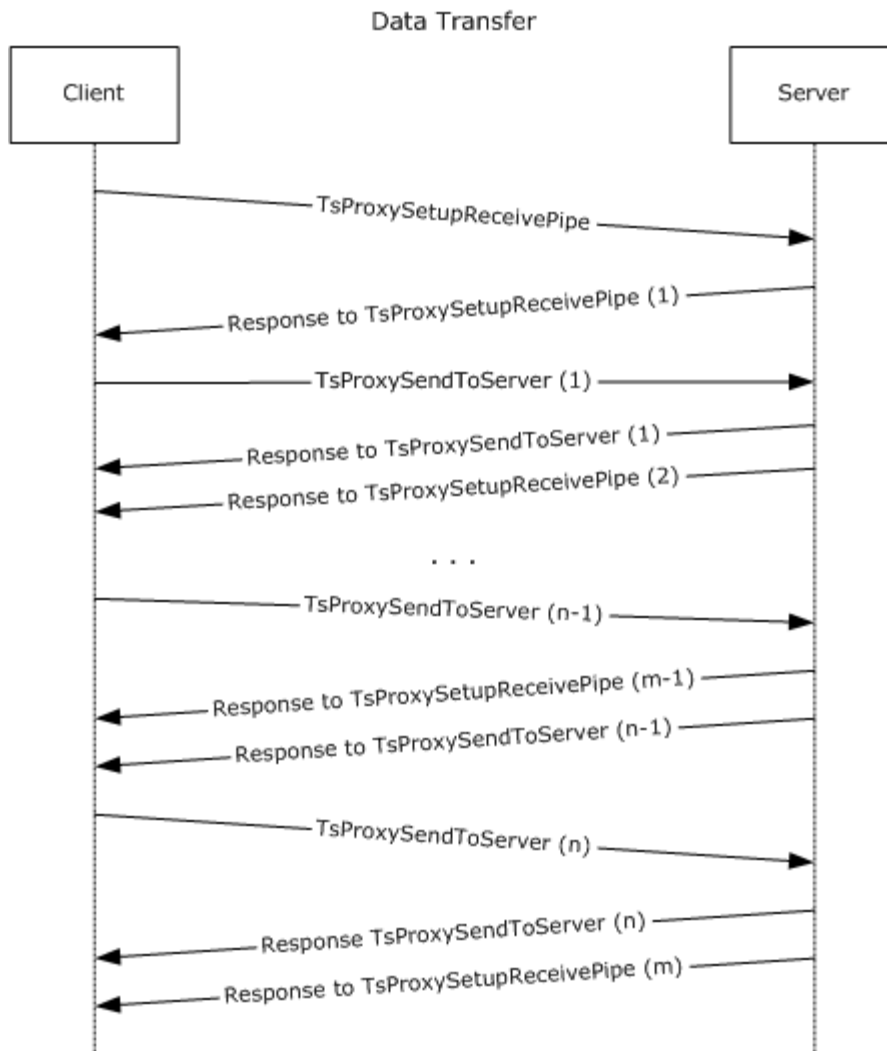 Data Transfer
Client
Server
TsProxySetupReceivePipe
Response to TsProxySetupReceivePipe (1)
TsProxySendToServer (1)
Response to TsProxySendToServer (1)
Response to TsProxySetupReceivePipe (2)
. . .
TsProxySendToServer (n-1)
Response to TsProxySetupReceivePipe (m-1)
Response to TsProxySendToServer (n-1)
TsProxySendToServer (n)
Response TsProxySendToServer (n)
Response to TsProxySetupReceivePipe (m)